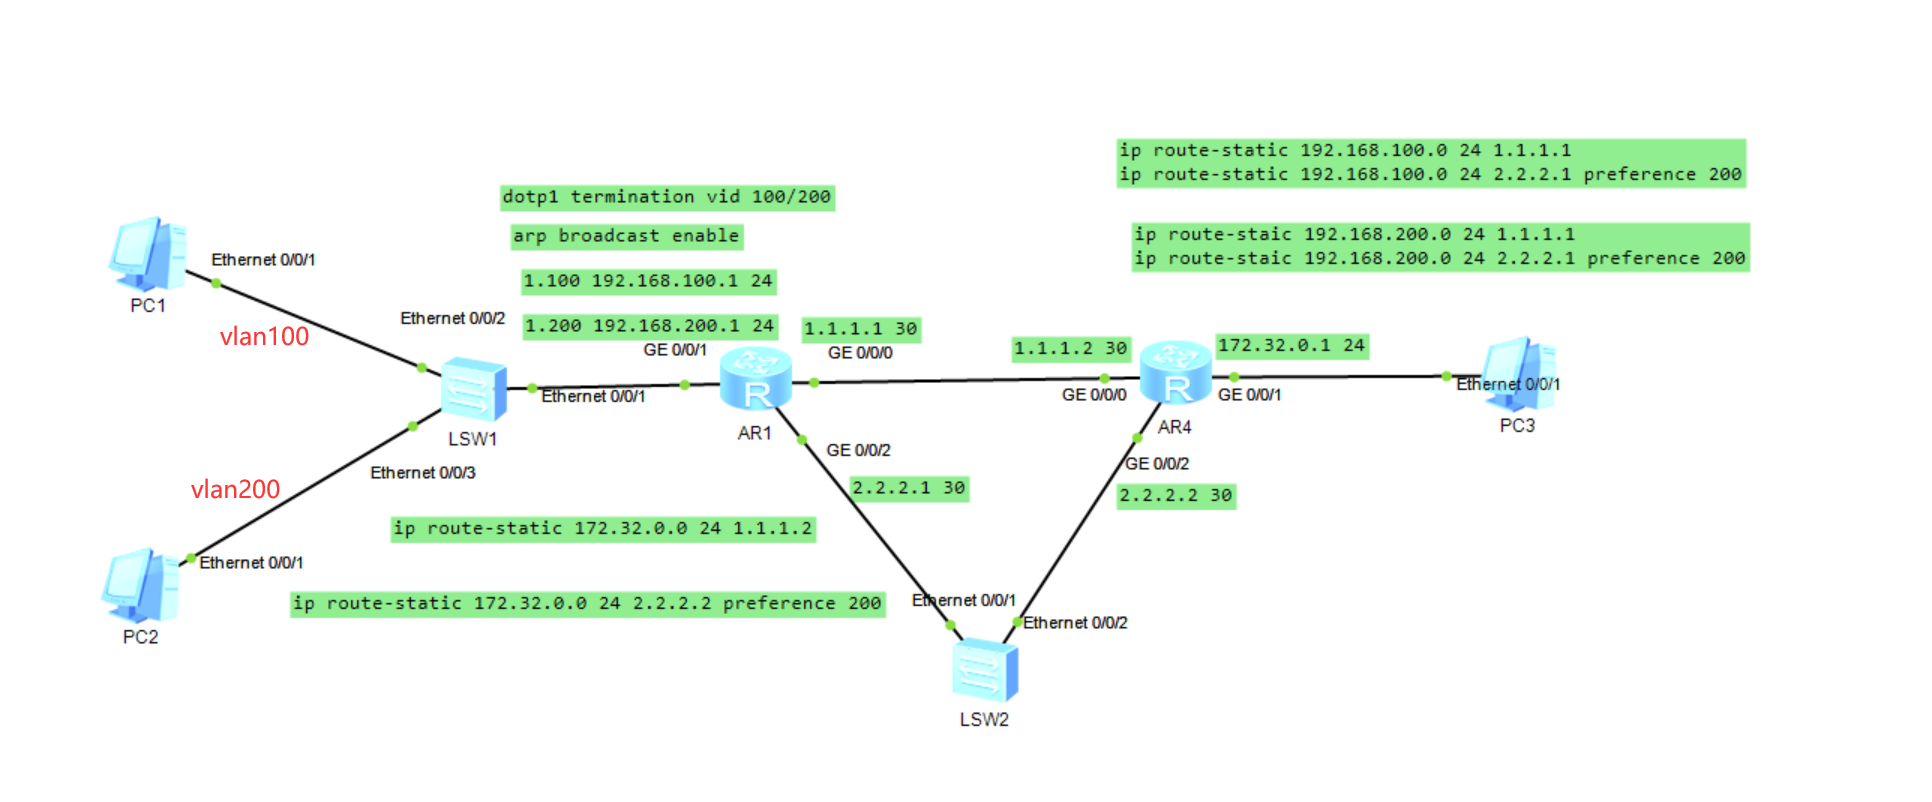 ip route-static 192.168.100.0 24 1.1.1.1
ip route-static 192.168.100.0 24 2.2.2.1 preference 200
dotp1 termination vid 100/200
arp broadcast enable
ip route-staic 192.168.200.0 24 1.1.1.1
ip route-staic 192.168.200.0 24 2.2.2.1 preference 200
Ethernet 0/0/1
PC1
vlan100
Ethernet 0/0/2
1.100 192.168.100.1 24
1.200 192.168.200.1 24
GE 0/0/1
1.1.1.1 30
GE 0/0/0
1.1.1.2 30
172.32.0.1 24
Ethernet 0/0/1
GE 0/0/0
GE 0/0/1
Ethernet 0/0/1
LSW1
AR1
AR4
PC3
Ethernet 0/0/3
GE 0/0/2
GE 0/0/2
vlan200
2.2.2.1 30
2.2.2.2 30
ip route-static 172.32.0.0 24 1.1.1.2
Ethernet 0/0/1
PC2
ip route-static 172.32.0.0 24 2.2.2.2 preference 200
Ethernet 0/0/1
Ethernet 0/0/2
LSW2